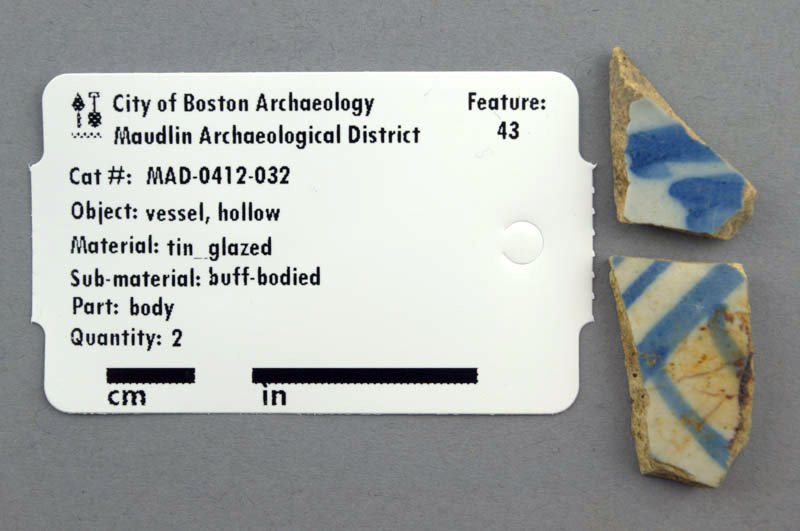 City of Boston Archaeology
Maudlin Archaeological District
Feature:
43
Cat #: MAD-0412-032
Object: vessel, hollow
Material: tin_glazed
Sub-material: buff-bodied
Part: body
Quantity: 2
cm
in